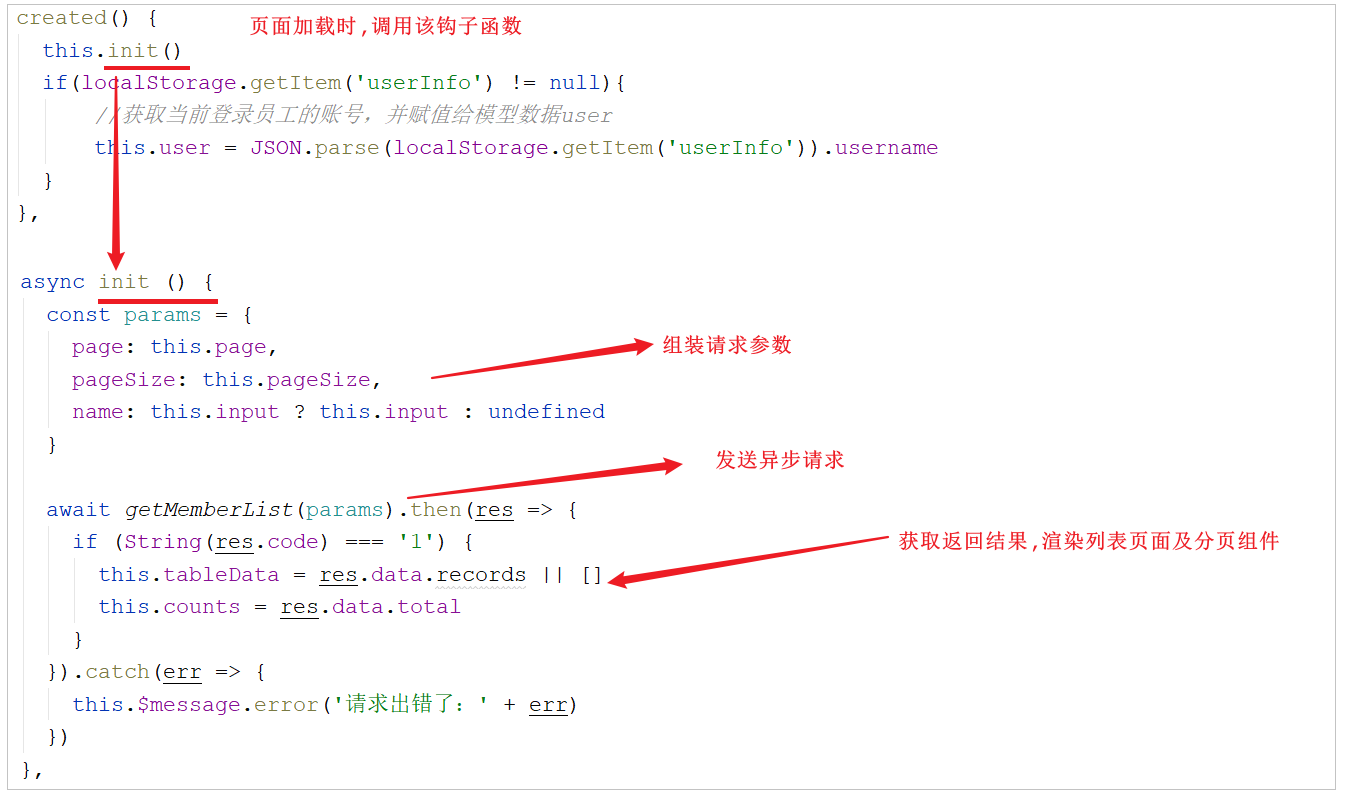 created() {
页面加载时,调用该钩子函数
this.init()
if(localStorage.getItem('userInfo') != null){
//获取当前登录员工的账号，并赋值给模型数据user
this.user = JSON.parse(localStorage.getItem('userInfo')).username
}
},
async init () {
const params = {
page: this.page,
组装请求参数
pageSize: this.pageSize,
name: this.input ? this.input : undefined
}
发送异步请求
await getMemberList(params).then(res => {
if (String(res.code) === '1') {
获取返回结果,渲染列表页面及分页组件
this.tableData = res.data.records || []
this.counts = res.data.total
}
}).catch(err => {
this.$message.error('请求出错了：' + err)
})
},